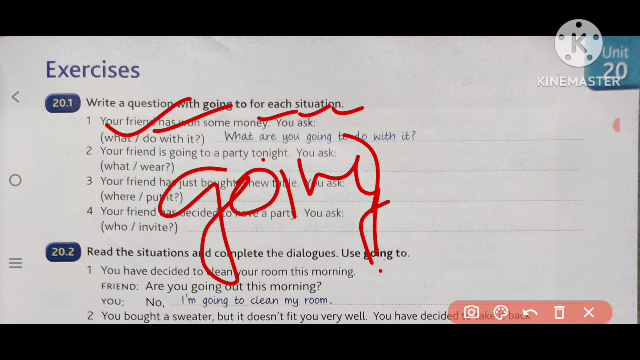 Exercises
Unit
20
KINEMASTER
20.1 Write a question with going to for each situation.
1 Your friend has won some money. You ask:
(what / do with it?) What are you going to do with it?
2 Your friend is going to a party tonight. You ask:
(what / wear?)
3 Your friend has just bought a new table. You ask:
(where / put it?)
4 Your friend has decided to have a party. You ask:
(who / invite?)
going
20.2 Read the situations and complete the dialogues. Use going to.
1 You have decided to clean your room this morning.
FRIEND: Are you going out this morning?
YOU: No, I'm going to clean my room.
2 You bought a sweater, but it doesn't fit you very well. You have decided to take it back